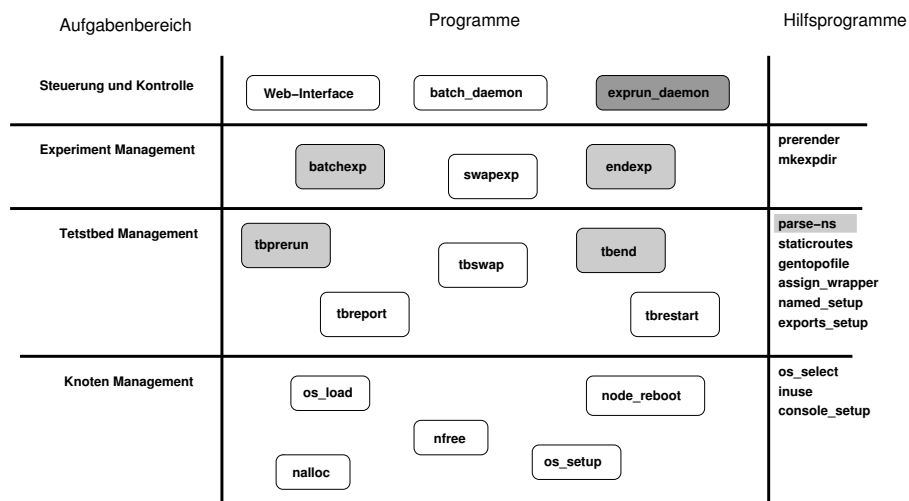 Aufgabenbereich Programme Hilfsprogramme
Steuerung und Kontrolle Web−Interface batch_daemon exprun_daemon
Experiment Management batchexp swapexp endexp prerender
mkexpdir
Tetstbed Management tbprerun tbswap tbend parse−ns
staticroutes
gentopofile
assign_wrapper
tbreport tbrestart named_setup
exports_setup
Knoten Management os_load node_reboot os_select
inuse
console_setup
nfree
nalloc os_setup